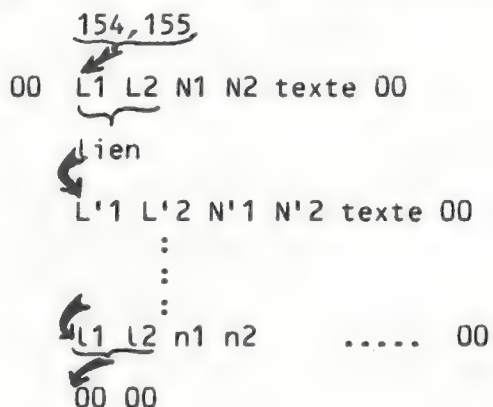 154,155
00 L1 L2 N1 N2 texte 00
lien
L'1 L'2 N'1 N'2 texte 00
:
:
l1 l2 n1 n2 ..... 00
00 00